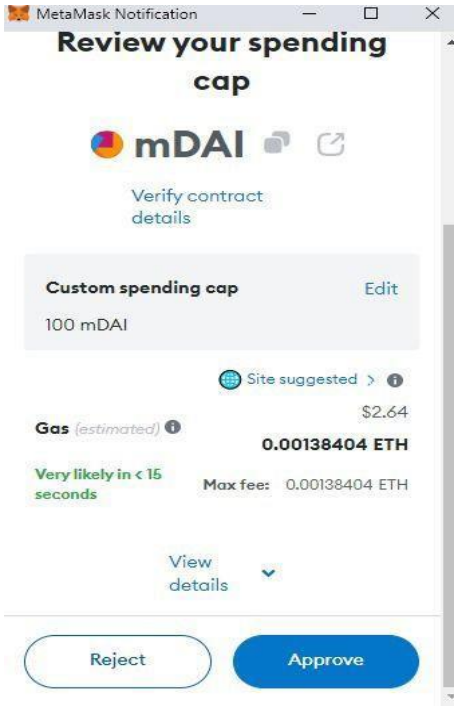 MetaMask Notification
Review your spending
cap
mDAI
Verify contract
details
Custom spending cap Edit
100 mDAI
Site suggested >
$2.64
Gas (estimated)
0.00138404 ETH
Very likely in < 15
seconds
Max fee: 0.00138404 ETH
View
details
Reject Approve